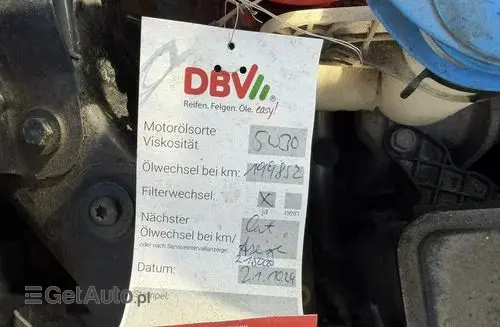 DBV
Reifen. Felgen. Öle. easy!
Motorölsorte
Viskosität 5W30
Ölwechsel bei km: 199852
Filterwechsel: X
ja nein
Nächster
Ölwechsel bei km/
oder nach Serviceintervallanzeige
215000
Datum: 21.10.24
GetAuto.pl